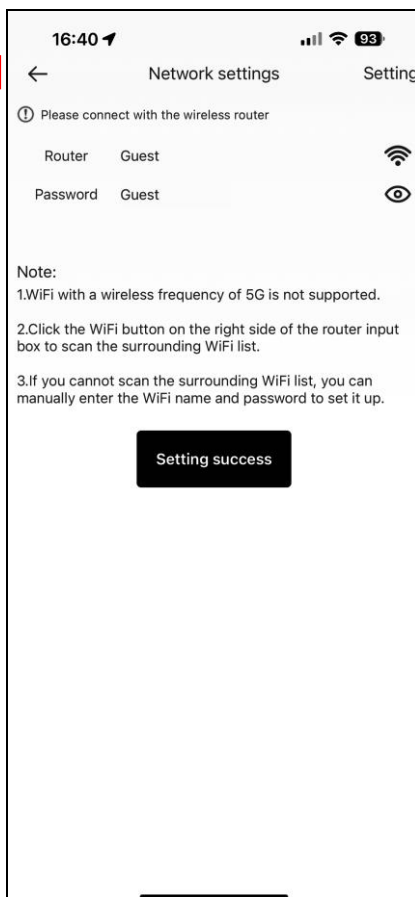 16:40
93
Network settings
Setting
Please connect with the wireless router
Router Guest
Password Guest
Note:
1.WiFi with a wireless frequency of 5G is not supported.
2.Click the WiFi button on the right side of the router input
box to scan the surrounding WiFi list.
3.If you cannot scan the surrounding WiFi list, you can
manually enter the WiFi name and password to set it up.
Setting success